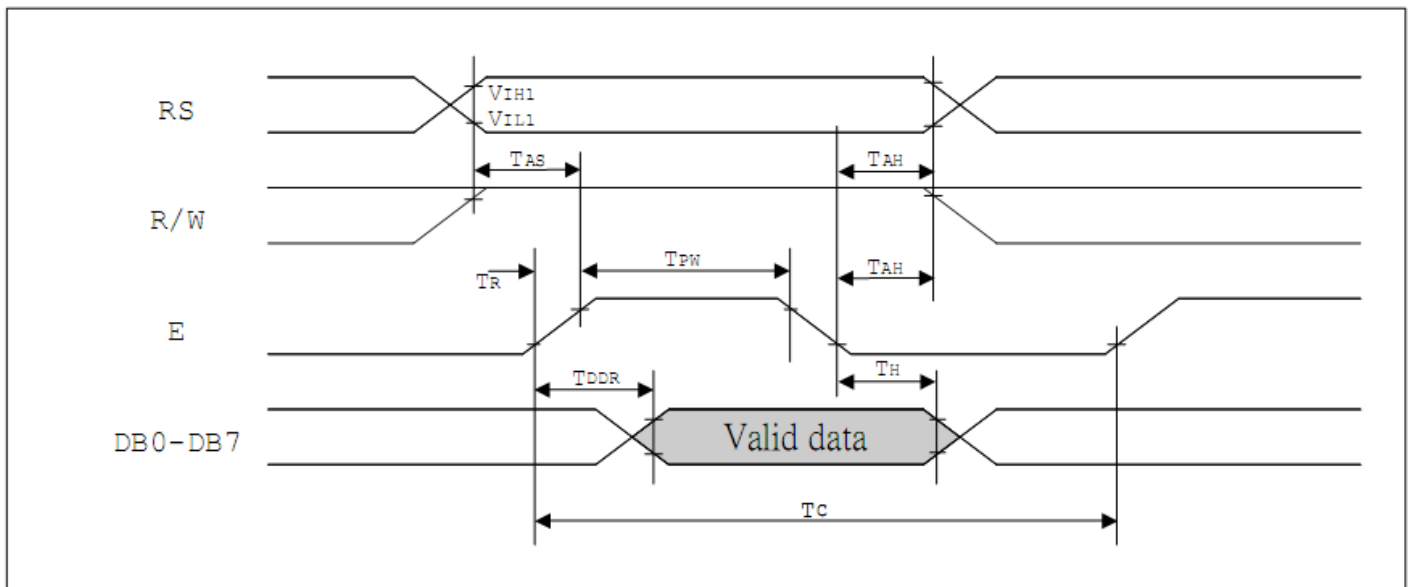 RS
VIH1
VIL1
TAS
TAH
R/W
TR
TPW
TAH
E
TDDR
TH
DB0-DB7
Valid data
TC